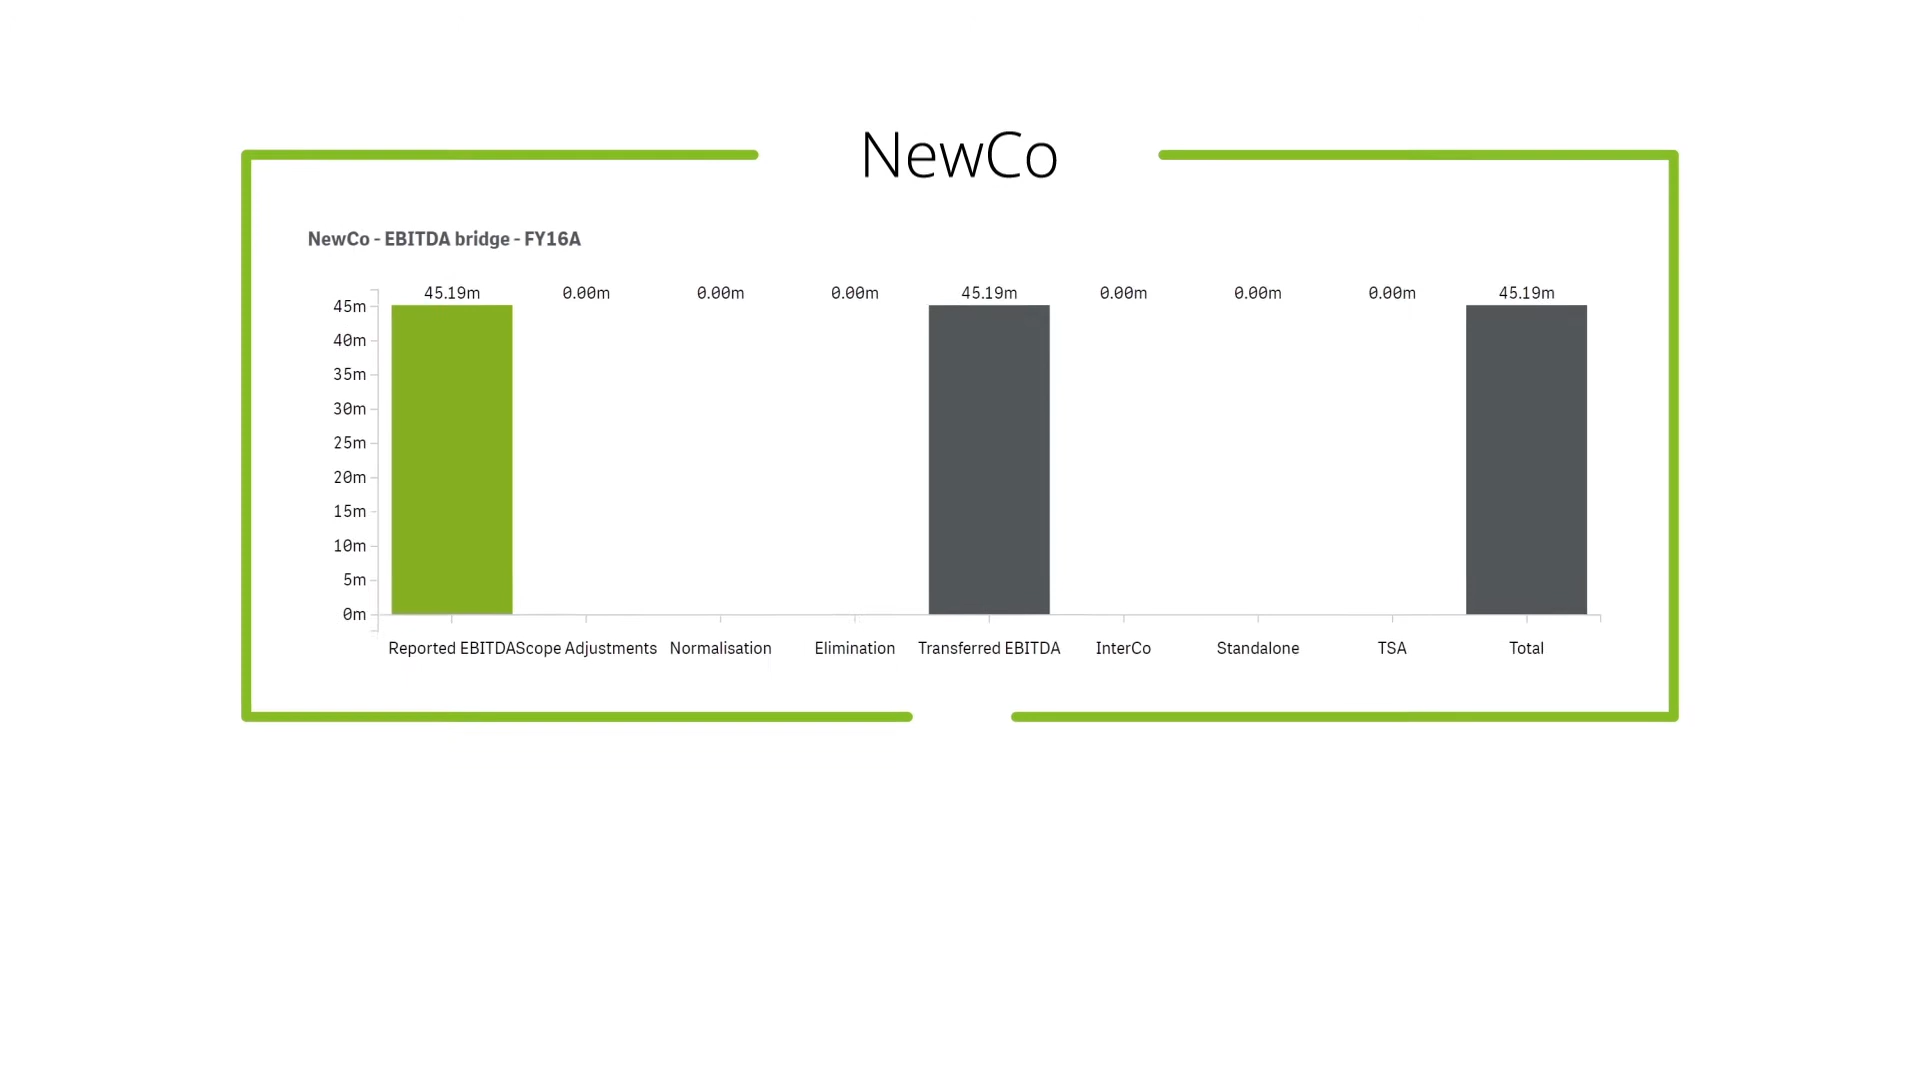 NewCo
NewCo - EBITDA bridge - FY16A
45.19m 0.00m 0.00m 0.00m 45.19m 0.00m 0.00m 0.00m 45.19m
45m
40m
35m
30m
25m
20m
15m
10m
5m
0m
Reported EBITDA Scope Adjustments Normalisation Elimination Transferred EBITDA InterCo Standalone TSA Total